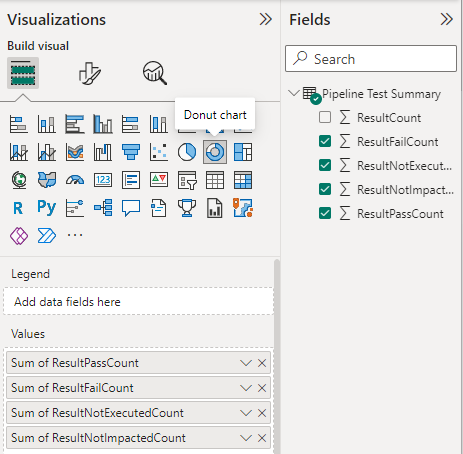 Visualizations
Build visual
Donut chart
123
R Py
...
Legend
Add data fields here
Values
Sum of ResultPassCount
Sum of ResultFailCount
Sum of ResultNotExecutedCount
Sum of ResultNotImpactedCount
Fields
Search
Pipeline Test Summary
ResultCount
ResultFailCount
ResultNotExecut...
ResultNotImpact...
ResultPassCount